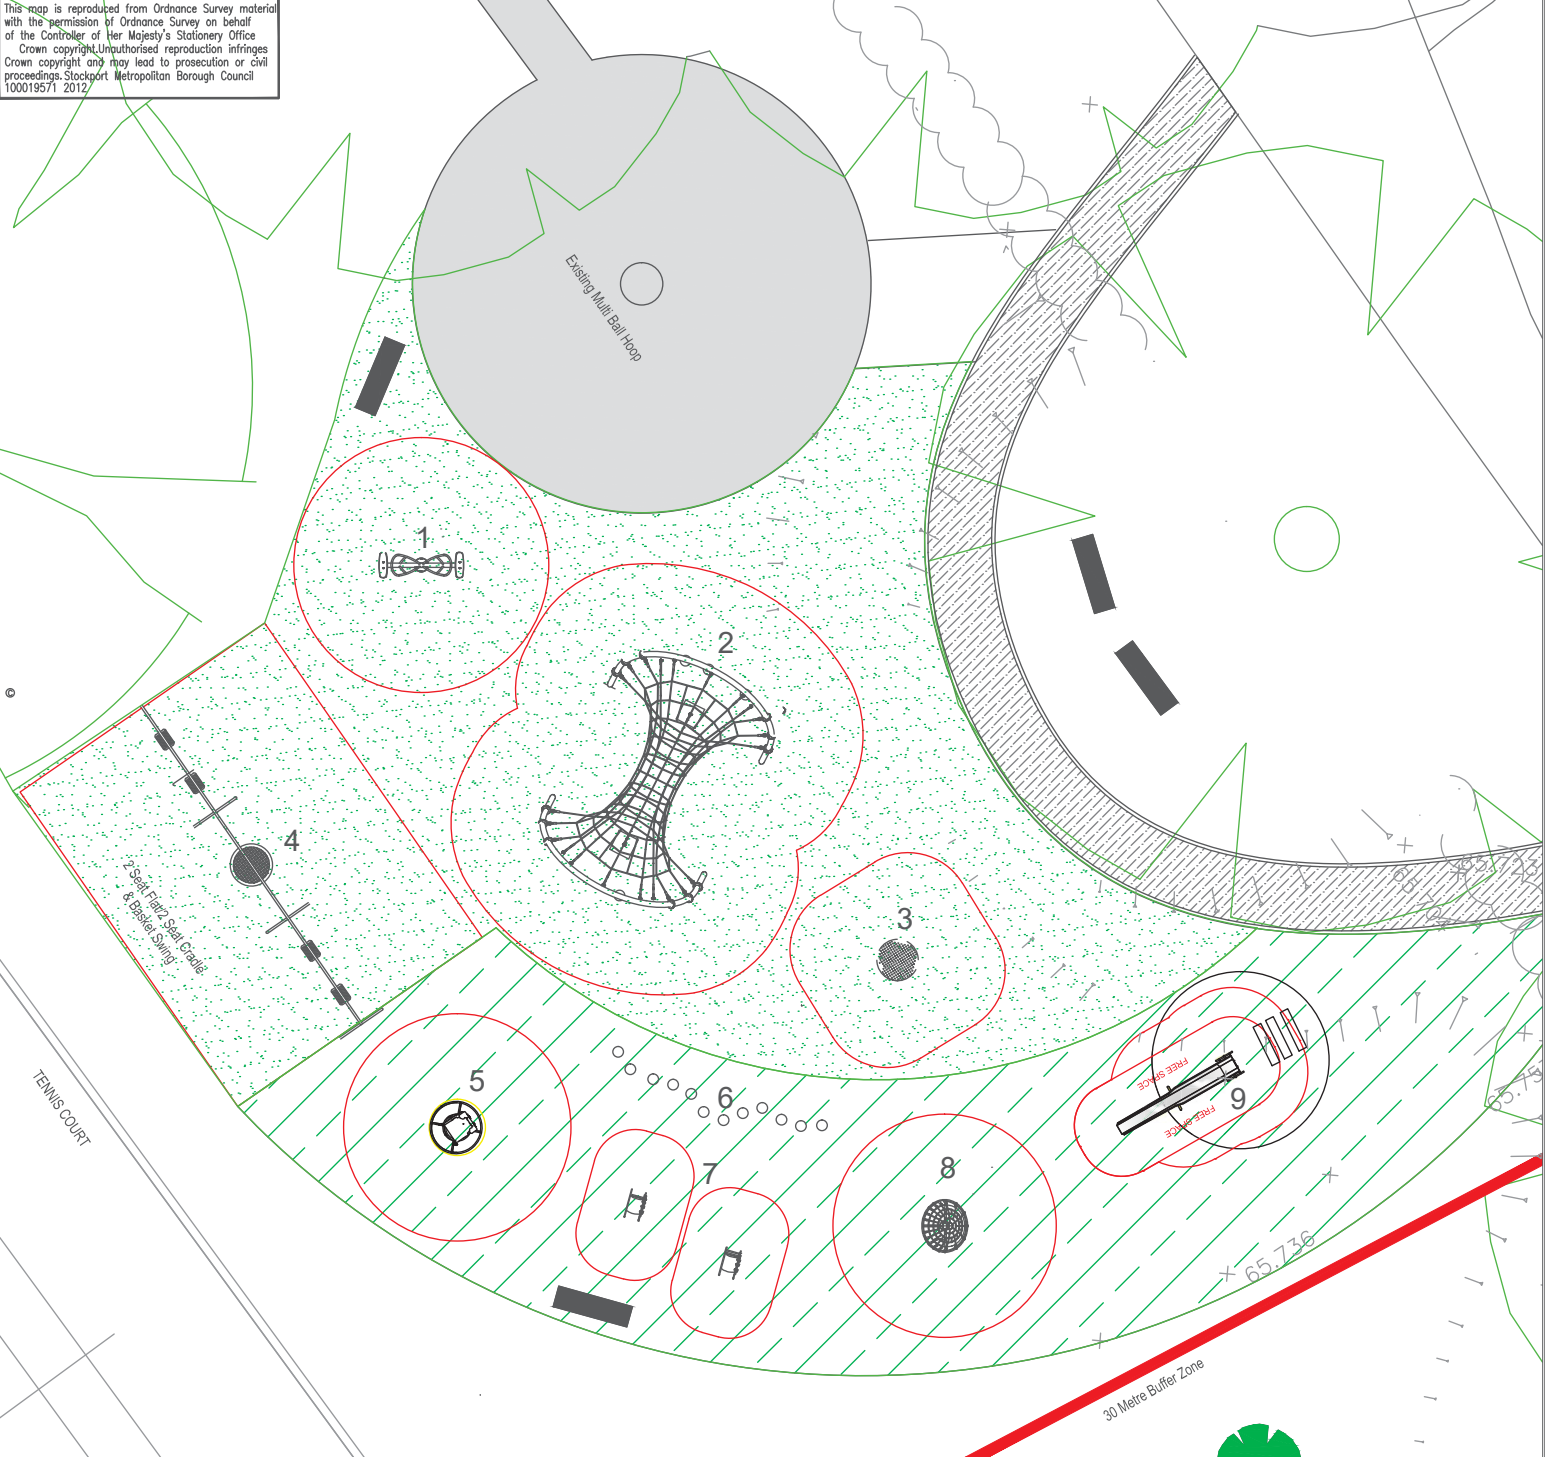 This map is reproduced from Ordnance Survey material
with the permission of Ordnance Survey on behalf
of the Controller of Her Majesty's Stationery Office
Crown copyright.Unauthorised reproduction infringes
Crown copyright and may lead to prosecution or civil
proceedings. Stockport Metropolitan Borough Council
100019571 2012
Existing Multi Ball Hoop
1
2
©
4
2 Seat Flat/2 Seat Cradle
& Basket Swing
3
65.723
TENNIS COURT
5
6
FREE SPACE
FREE SPACE
9
7
8
65.736
30 Metre Buffer Zone